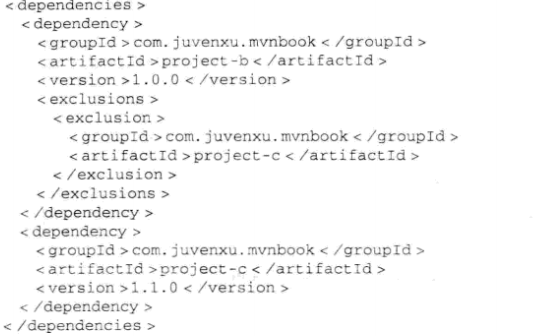 <dependencies>
<dependency>
<groupId>com.juvenxu.mvnbook</groupId>
<artifactId>project-b</artifactId>
<version>1.0.0</version>
<exclusions>
<exclusion>
<groupId>com.juvenxu.mvnbook</groupId>
<artifactId>project-c</artifactId>
</exclusion>
</exclusions>
</dependency>
<dependency>
<groupId>com.juvenxu.mvnbook</groupId>
<artifactId>project-c</artifactId>
<version>1.1.0</version>
</dependency>
</dependencies>